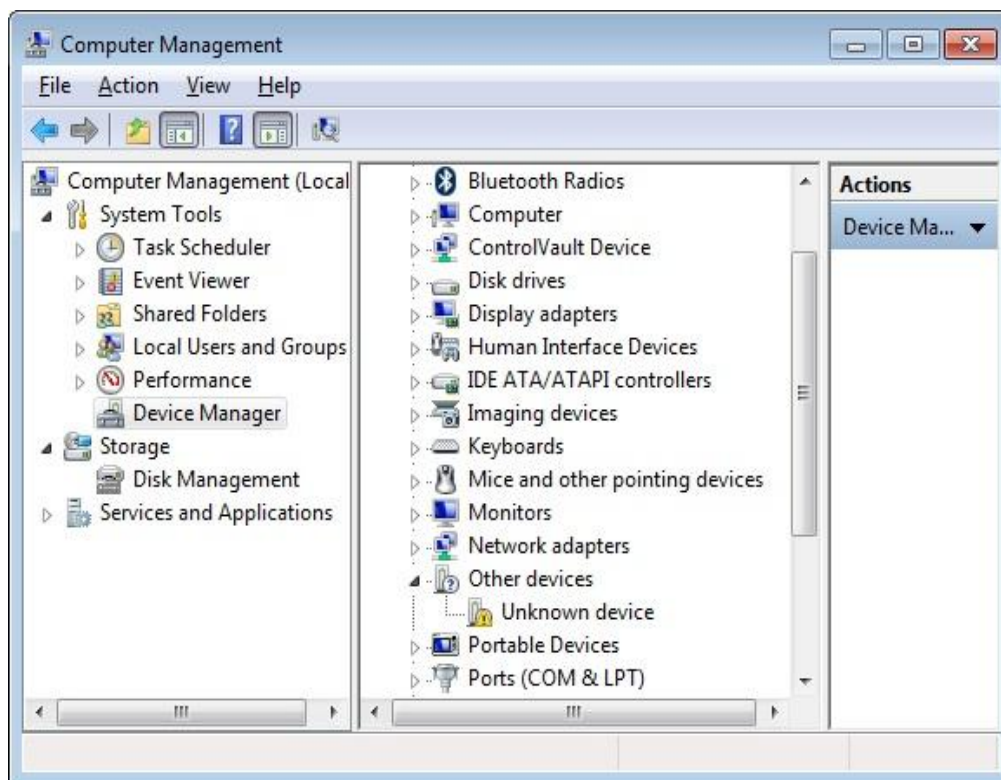 Computer Management
File Action View Help
Computer Management (Local
System Tools
Task Scheduler
Event Viewer
Shared Folders
Local Users and Groups
Performance
Device Manager
Storage
Disk Management
Services and Applications
Bluetooth Radios
Computer
ControlVault Device
Disk drives
Display adapters
Human Interface Devices
IDE ATA/ATAPI controllers
Imaging devices
Keyboards
Mice and other pointing devices
Monitors
Network adapters
Other devices
Unknown device
Portable Devices
Ports (COM & LPT)
Actions
Device Ma...